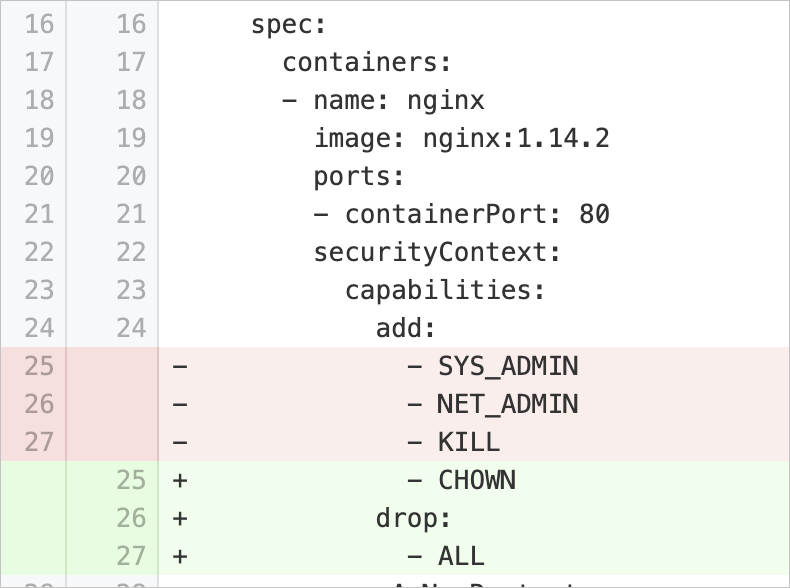 16 16 spec:
17 17 containers:
18 18 - name: nginx
19 19 image: nginx:1.14.2
20 20 ports:
21 21 - containerPort: 80
22 22 securityContext:
23 23 capabilities:
24 24 add:
25 - - SYS_ADMIN
26 - - NET_ADMIN
27 - - KILL
25 + - CHOWN
26 + drop:
27 + - ALL